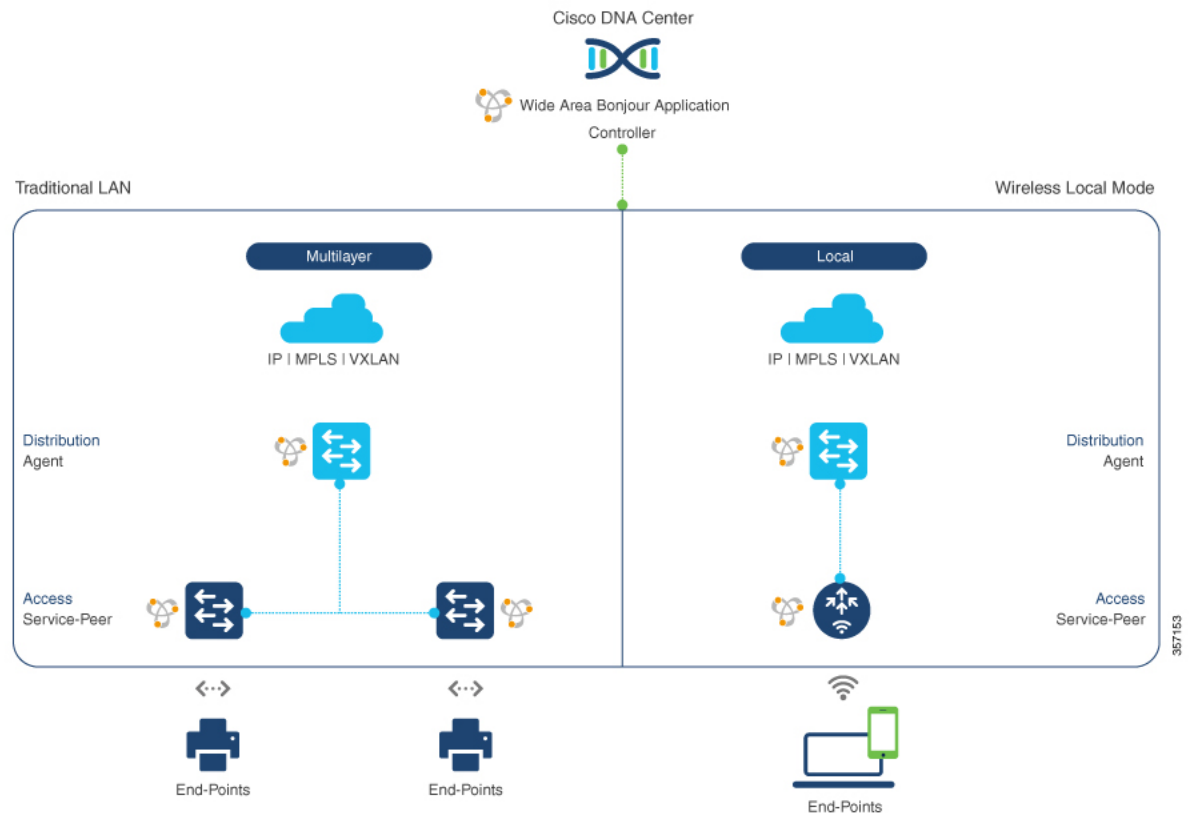 Cisco DNA Center
Wide Area Bonjour Application
Controller
Traditional LAN
Wireless Local Mode
Multilayer
Local
IP | MPLS | VXLAN
IP | MPLS | VXLAN
Distribution
Agent
Distribution
Agent
Access
Service-Peer
Access
Service-Peer
357153
End-Points
End-Points
End-Points